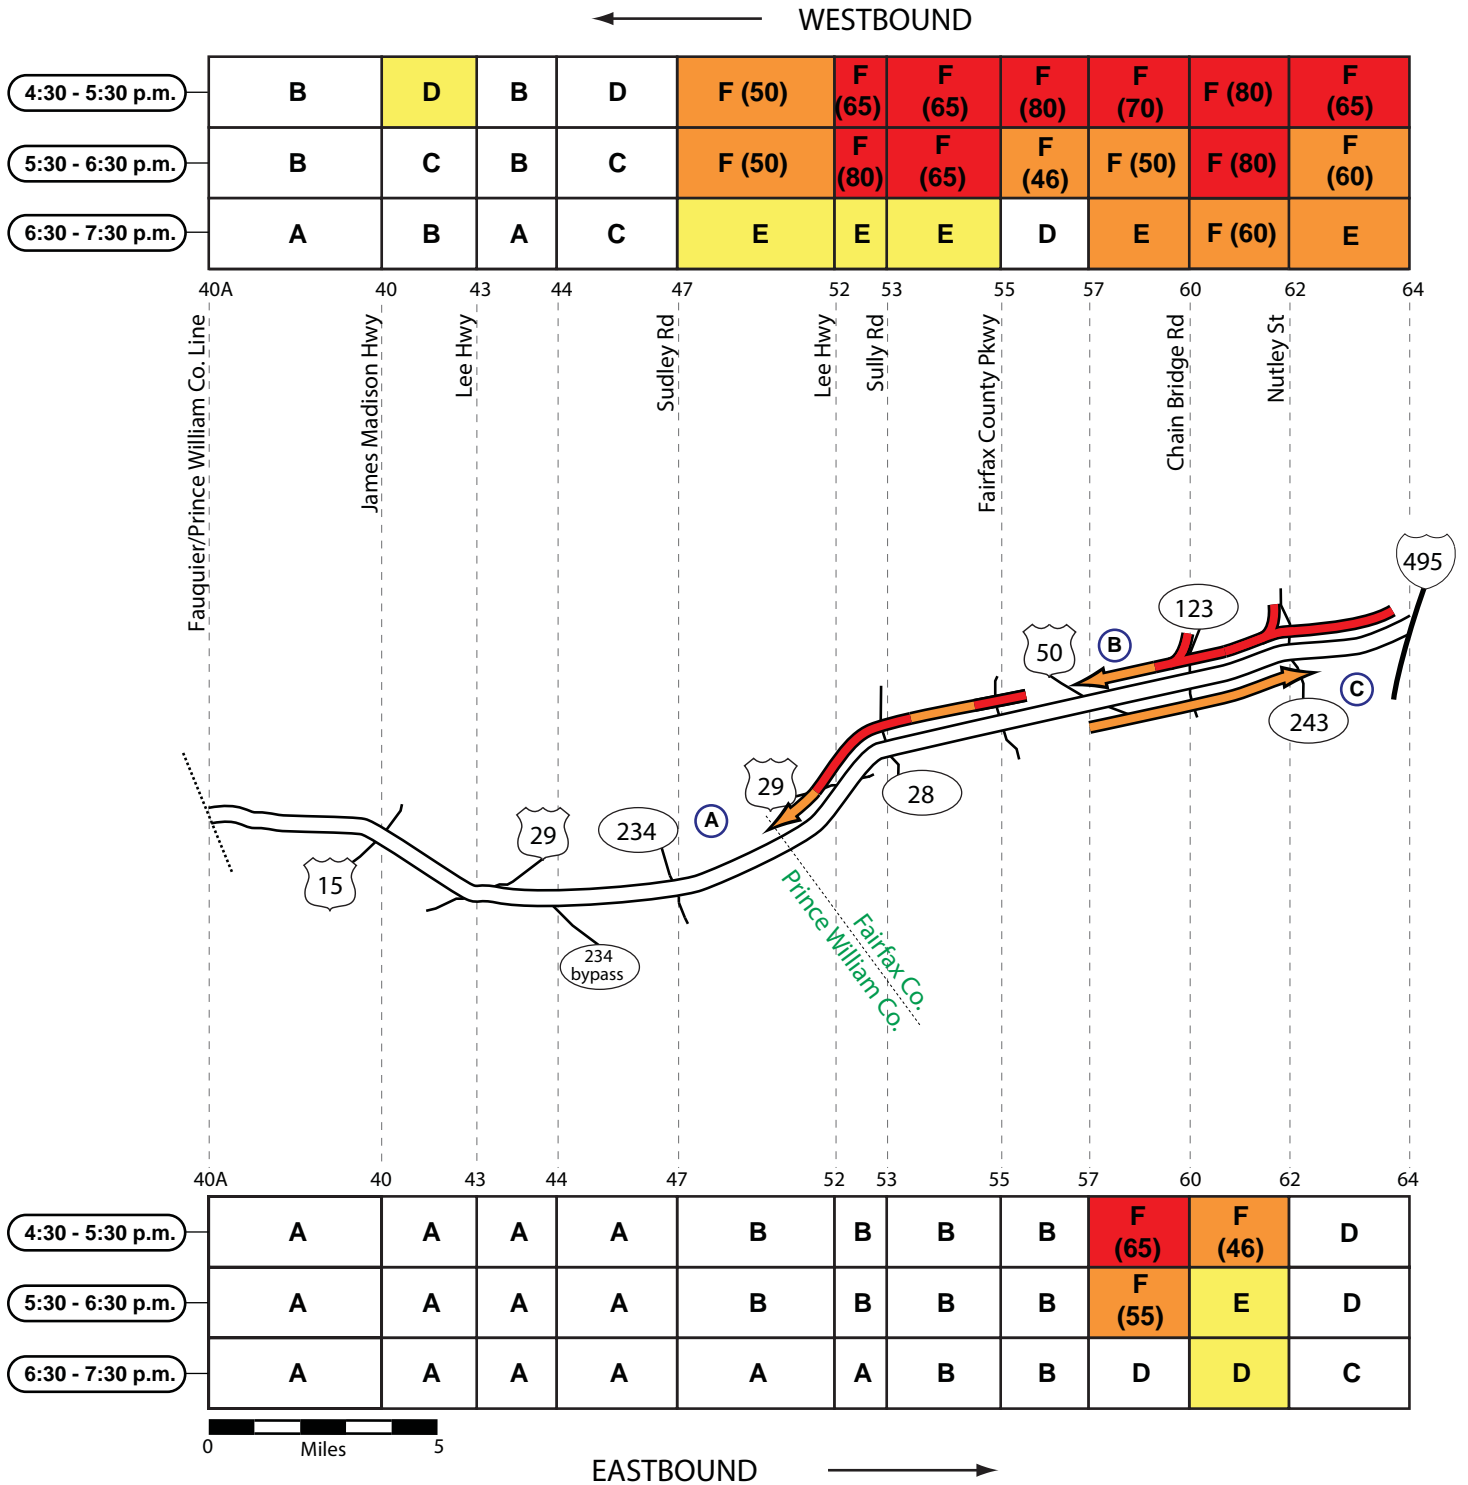 WESTBOUND
4:30 - 5:30 p.m. B D B D F (50) F (65) F (65) F (80) F (70) F (80) F (65)
5:30 - 6:30 p.m. B C B C F (50) F (80) F (65) F (46) F (50) F (80) F (60)
6:30 - 7:30 p.m. A B A C E E E D E F (60) E
40A 40 43 44 47 52 53 55 57 60 62 64
Fauquier/Prince William Co. Line
James Madison Hwy
Lee Hwy
Sudley Rd
Lee Hwy
Sully Rd
Fairfax County Pkwy
Chain Bridge Rd
Nutley St
495
123
50
B
C
243
29
28
A
234
29
15
234
bypass
Fairfax Co.
Prince William Co.
40A 40 43 44 47 52 53 55 57 60 62 64
4:30 - 5:30 p.m. A A A A B B B B F (65) F (46) D
5:30 - 6:30 p.m. A A A A B B B B F (55) E D
6:30 - 7:30 p.m. A A A A A A B B D D C
0 Miles 5
EASTBOUND